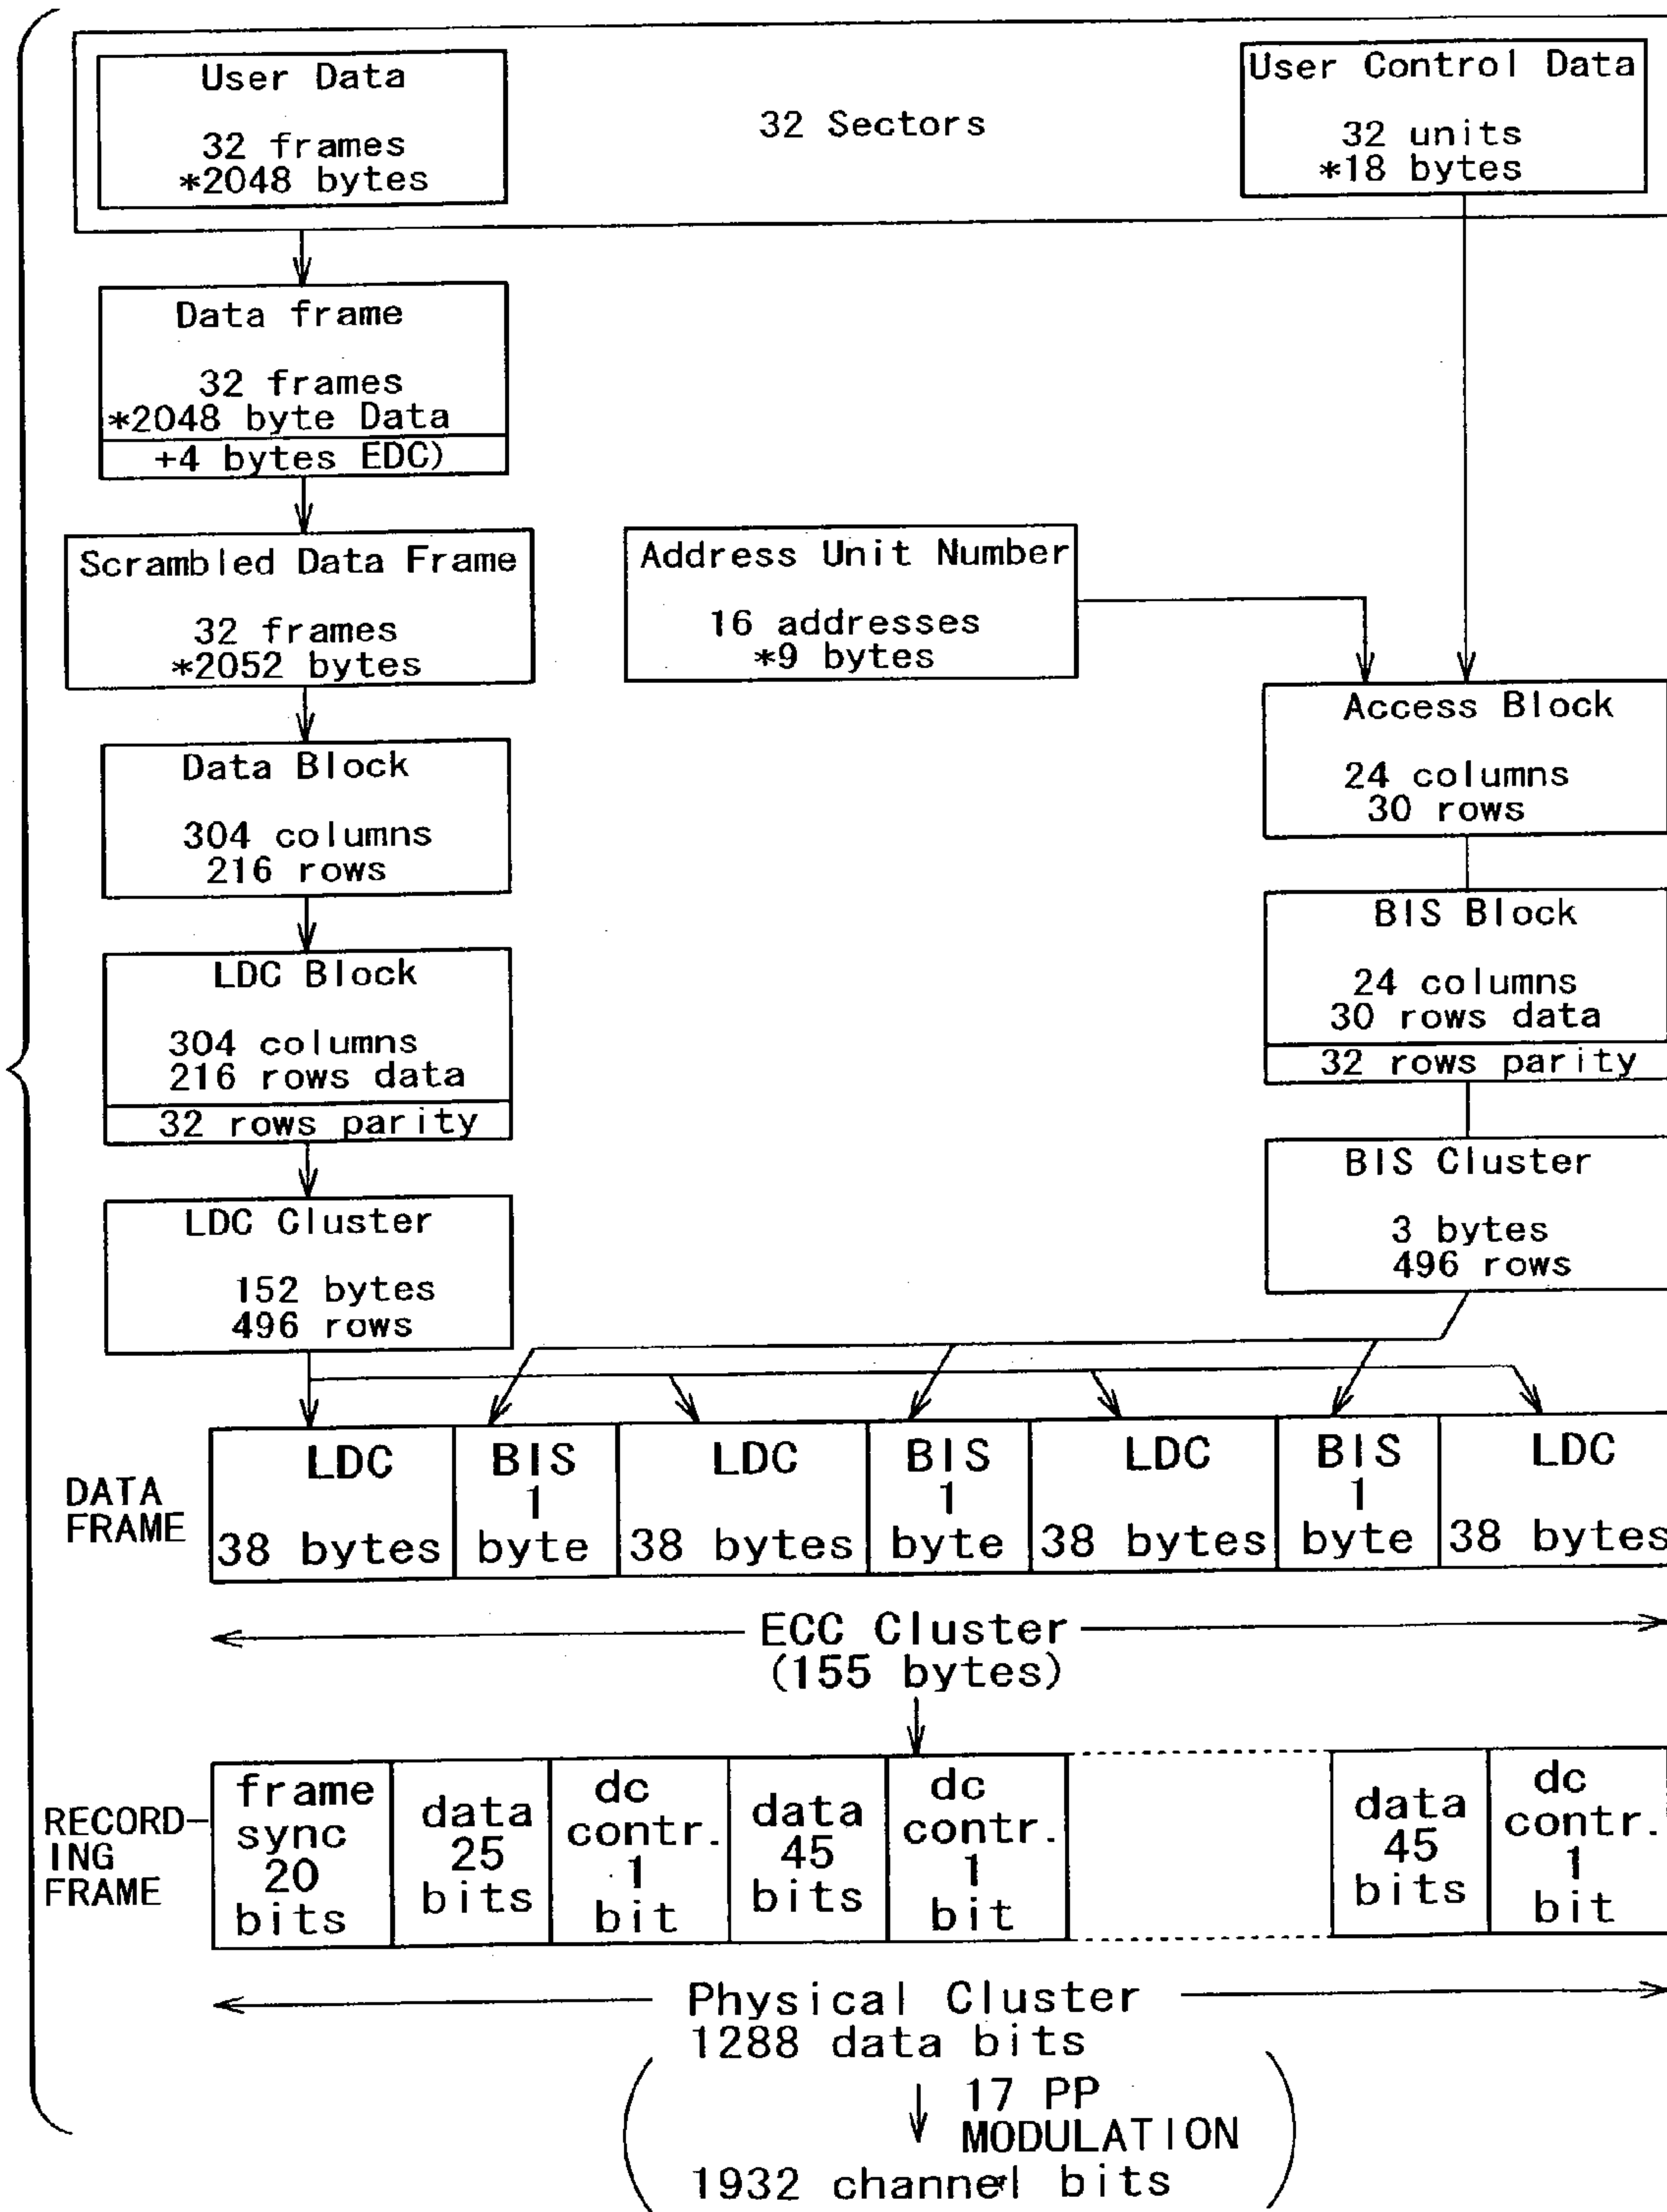 User Data
32 frames
*2048 bytes
32 Sectors
User Control Data
32 units
*18 bytes
Data frame
32 frames
*2048 byte Data
+4 bytes EDC)
Scrambled Data Frame
32 frames
*2052 bytes
Address Unit Number
16 addresses
*9 bytes
Access Block
24 columns
30 rows
Data Block
304 columns
216 rows
BIS Block
24 columns
30 rows data
32 rows parity
LDC Block
304 columns
216 rows data
32 rows parity
BIS Cluster
3 bytes
496 rows
LDC Cluster
152 bytes
496 rows
DATA
FRAME
LDC
38 bytes
BIS
1
byte
LDC
38 bytes
BIS
1
byte
LDC
38 bytes
BIS
1
byte
LDC
38 bytes
ECC Cluster
(155 bytes)
RECORD-
ING
FRAME
frame
sync
20
bits
data
25
bits
dc
contr.
1
bit
data
45
bits
dc
contr.
1
bit
data
45
bits
dc
contr.
1
bit
Physical Cluster
1288 data bits
17 PP
MODULATION
1932 channel bits